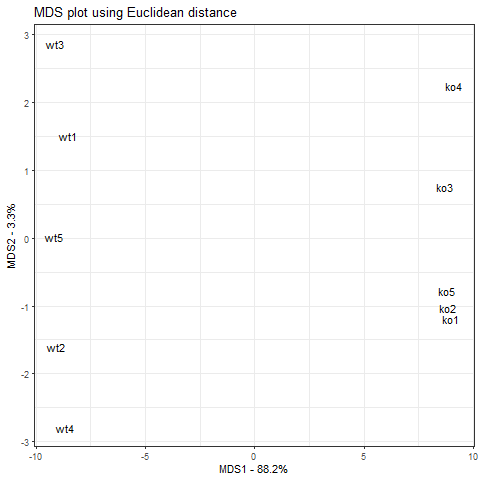 MDS plot using Euclidean distance
3
wt3
ko4
2
wt1
1
ko3
MDS2 - 3.3%
0
wt5
ko5
-1
ko2
ko1
wt2
-2
wt4
-3
-10
-5
0
5
10
MDS1 - 88.2%